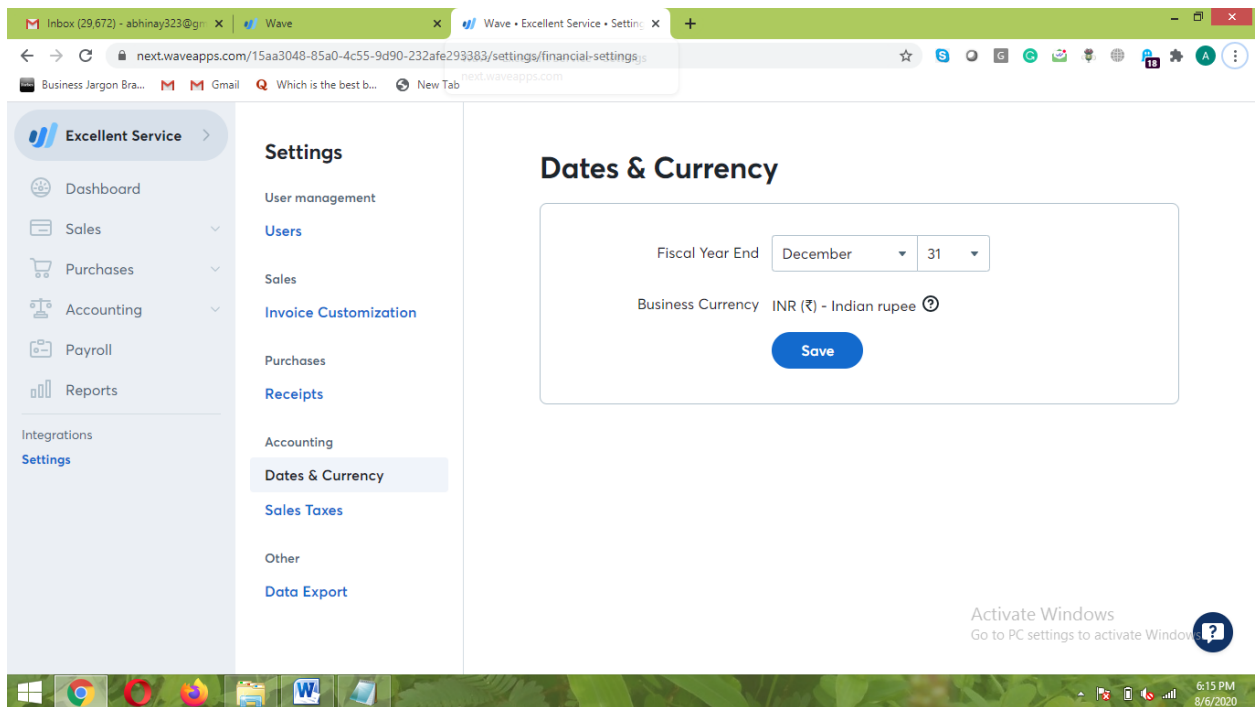 Inbox (29,672) - abhinay323@gm
Wave
Wave • Excellent Service • Setting
next.waveapps.com/15aa3048-85a0-4c55-9d90-232afe293383/settings/financial-settings
next.waveapps.com
G
18
A
Business Jargon Bra...
Gmail
Which is the best b...
New Tab
Excellent Service
Dashboard
Sales
Purchases
Accounting
Payroll
Reports
Integrations
Settings
Settings
User management
Users
Sales
Invoice Customization
Purchases
Receipts
Accounting
Dates & Currency
Sales Taxes
Other
Data Export
Dates & Currency
Fiscal Year End December 31
Business Currency INR (₹) - Indian rupee
Save
Activate Windows
Go to PC settings to activate Windows
6:15 PM
8/6/2020